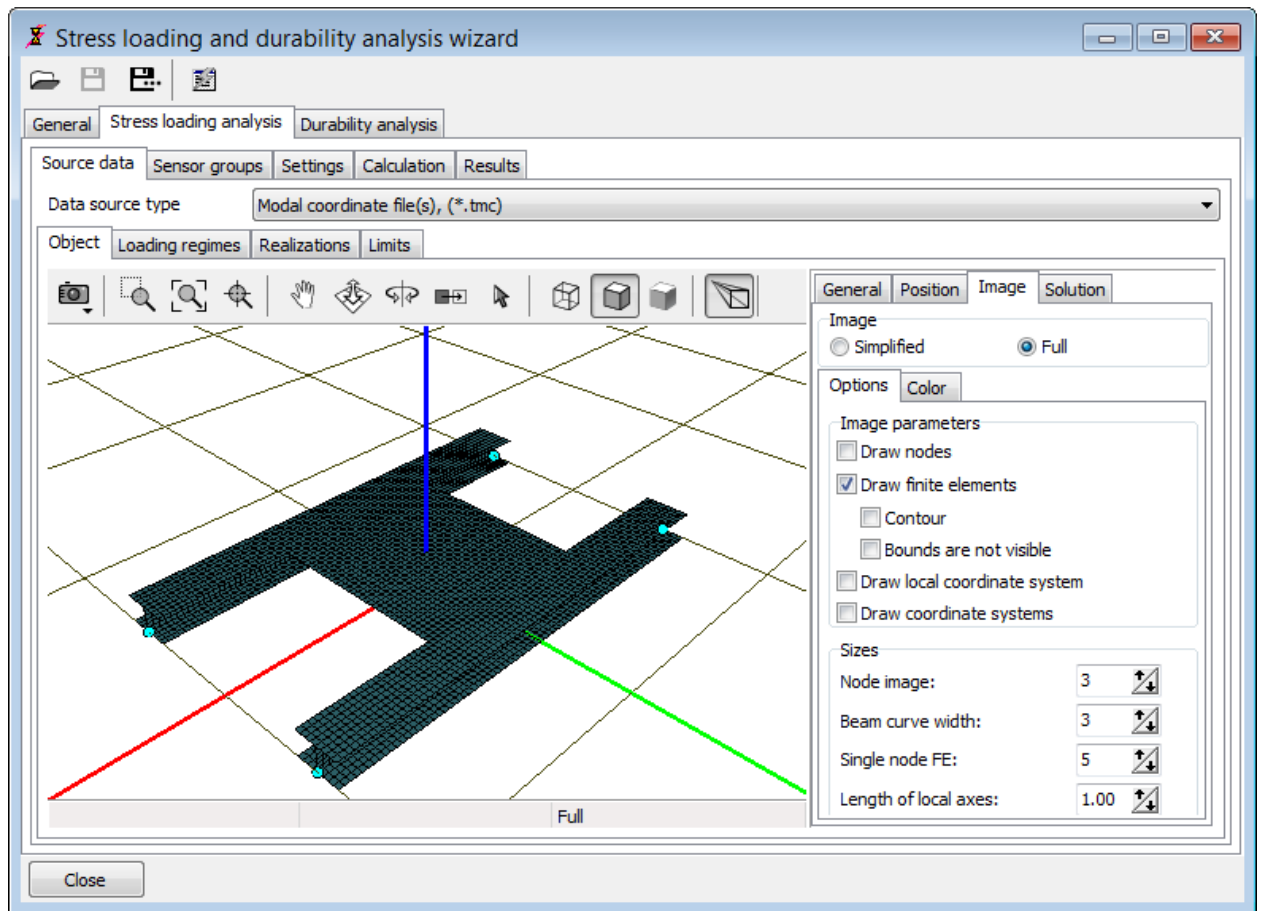 Stress loading and durability analysis wizard
General Stress loading analysis Durability analysis
Source data Sensor groups Settings Calculation Results
Data source type Modal coordinate file(s), (*.tmc)
Object Loading regimes Realizations Limits
General Position Image Solution
Image
Simplified Full
Options Color
Image parameters
Draw nodes
Draw finite elements
Contour
Bounds are not visible
Draw local coordinate system
Draw coordinate systems
Sizes
Node image: 3
Beam curve width: 3
Single node FE: 5
Length of local axes: 1.00
Full
Close